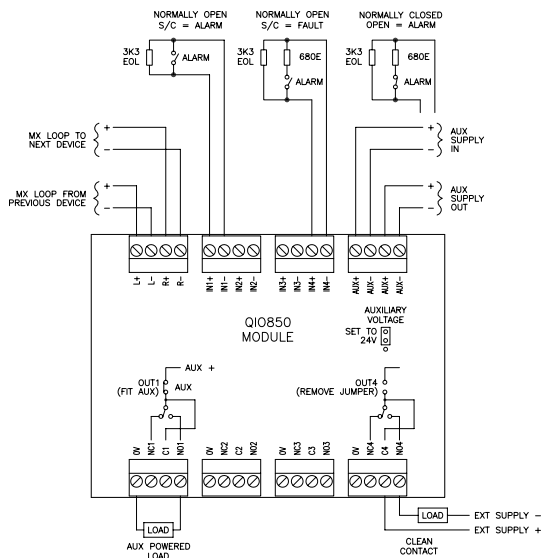 NORMALLY OPEN
S/C = ALARM
NORMALLY OPEN
S/C = FAULT
NORMALLY CLOSED
OPEN = ALARM
3K3
EOL
ALARM
3K3
EOL
680E
ALARM
3K3
EOL
680E
ALARM
MX LOOP TO
NEXT DEVICE
+
-
+
-
AUX
SUPPLY
IN
MX LOOP FROM
PREVIOUS DEVICE
+
-
+
-
AUX
SUPPLY
OUT
L+
L-
R+
R-
IN1+
IN1-
IN2+
IN2-
IN3+
IN3-
IN4+
IN4-
AUX+
AUX-
AUX+
AUX-
QIO850
MODULE
AUXILIARY
VOLTAGE
SET TO
24V
AUX +
OUT1
(FIT AUX)
AUX
OUT4
(REMOVE JUMPER)
0V
NC1
C1
NO1
0V
NC2
C2
NO2
0V
NC3
C3
NO3
0V
NC4
C4
NO4
LOAD
AUX POWERED
LOAD
LOAD
EXT SUPPLY -
EXT SUPPLY +
CLEAN
CONTACT